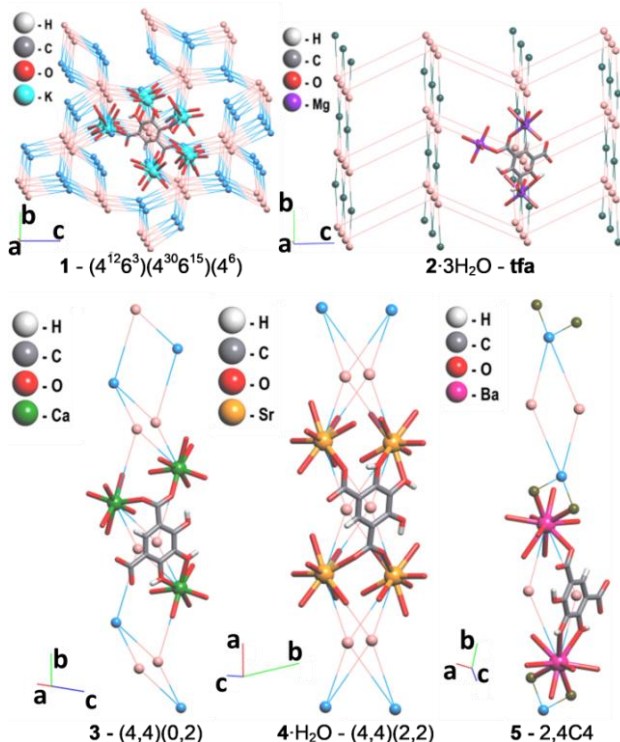 - H
- C
- O
- K
b
a c
1 - (4¹²6³)(4³⁰6¹⁵)(4⁶)
- H
- C
- O
- Mg
b
a c
2·3H₂O - tfa
- H
- C
- O
- Ca
b
a c
3 - (4,4)(0,2)
- H
- C
- O
- Sr
a
c b
4·H₂O - (4,4)(2,2)
- H
- C
- O
- Ba
b
a c
5 - 2,4C4